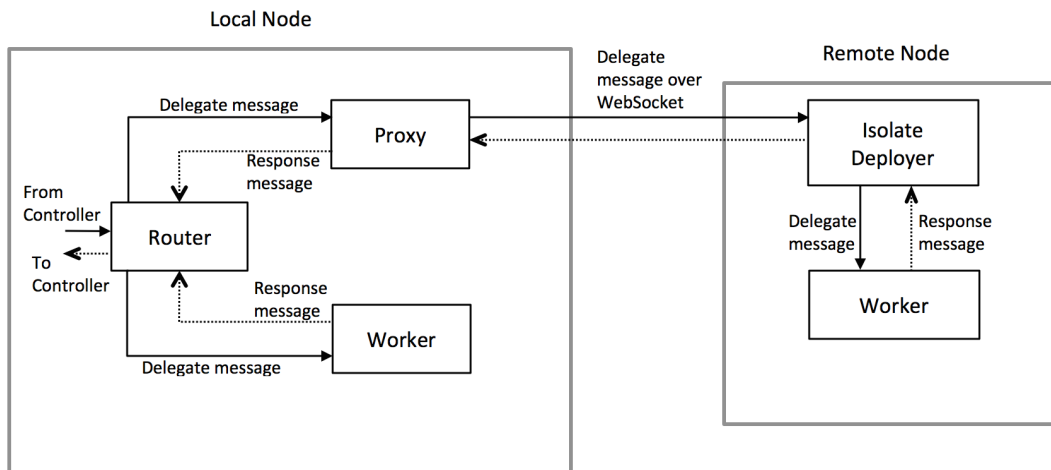 Local Node
Remote Node
Delegate
message over
WebSocket
Delegate message
Proxy
Isolate
Deployer
Response
message
From
Controller
Router
To
Controller
Delegate
message
Response
message
Response
message
Worker
Worker
Delegate message